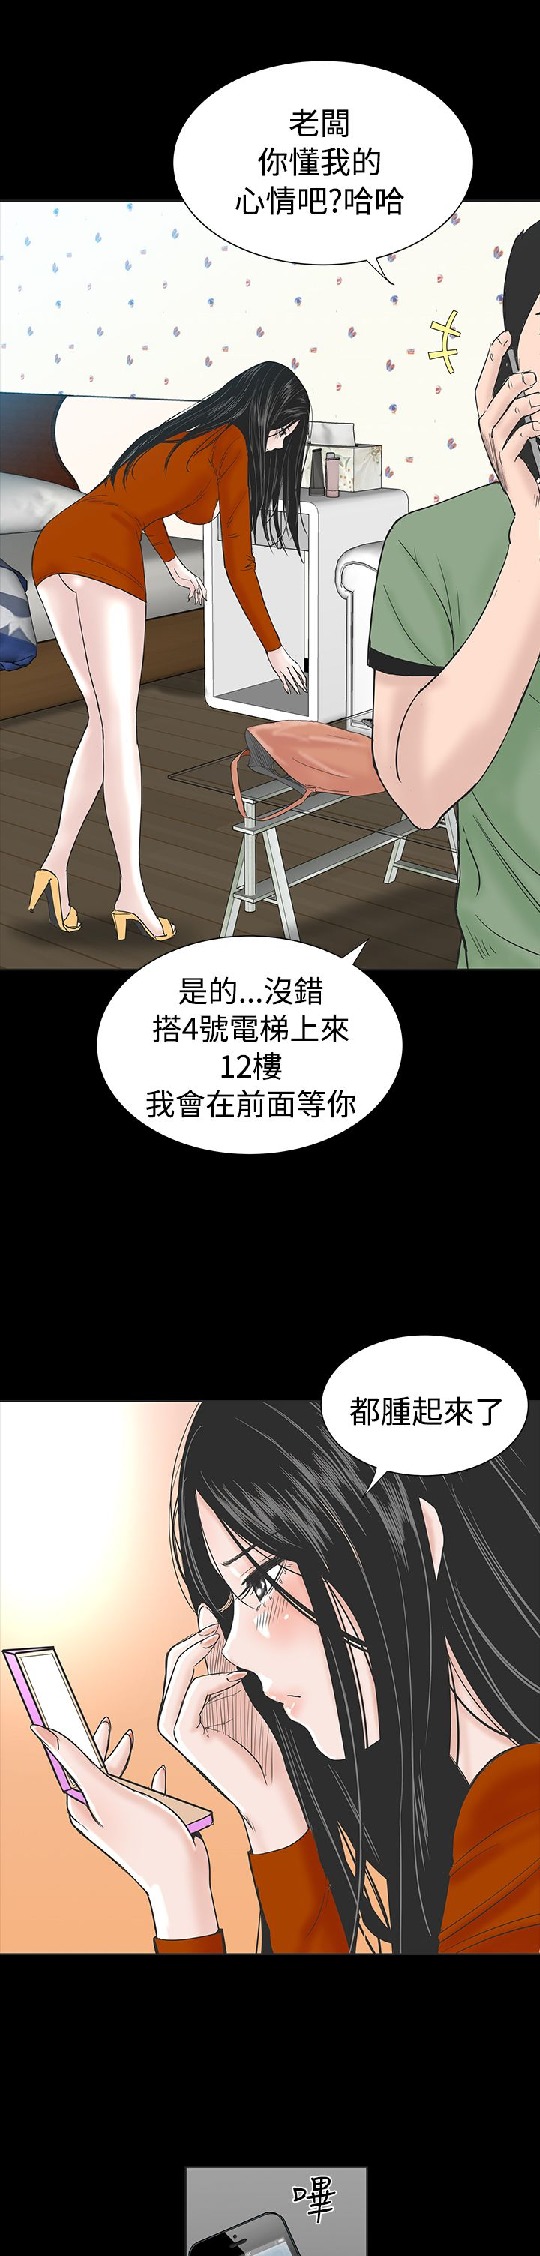 老闆
你懂我的
心情吧?哈哈
是的...沒錯
搭4號電梯上來
12樓
我會在前面等你
都腫起來了
嗶